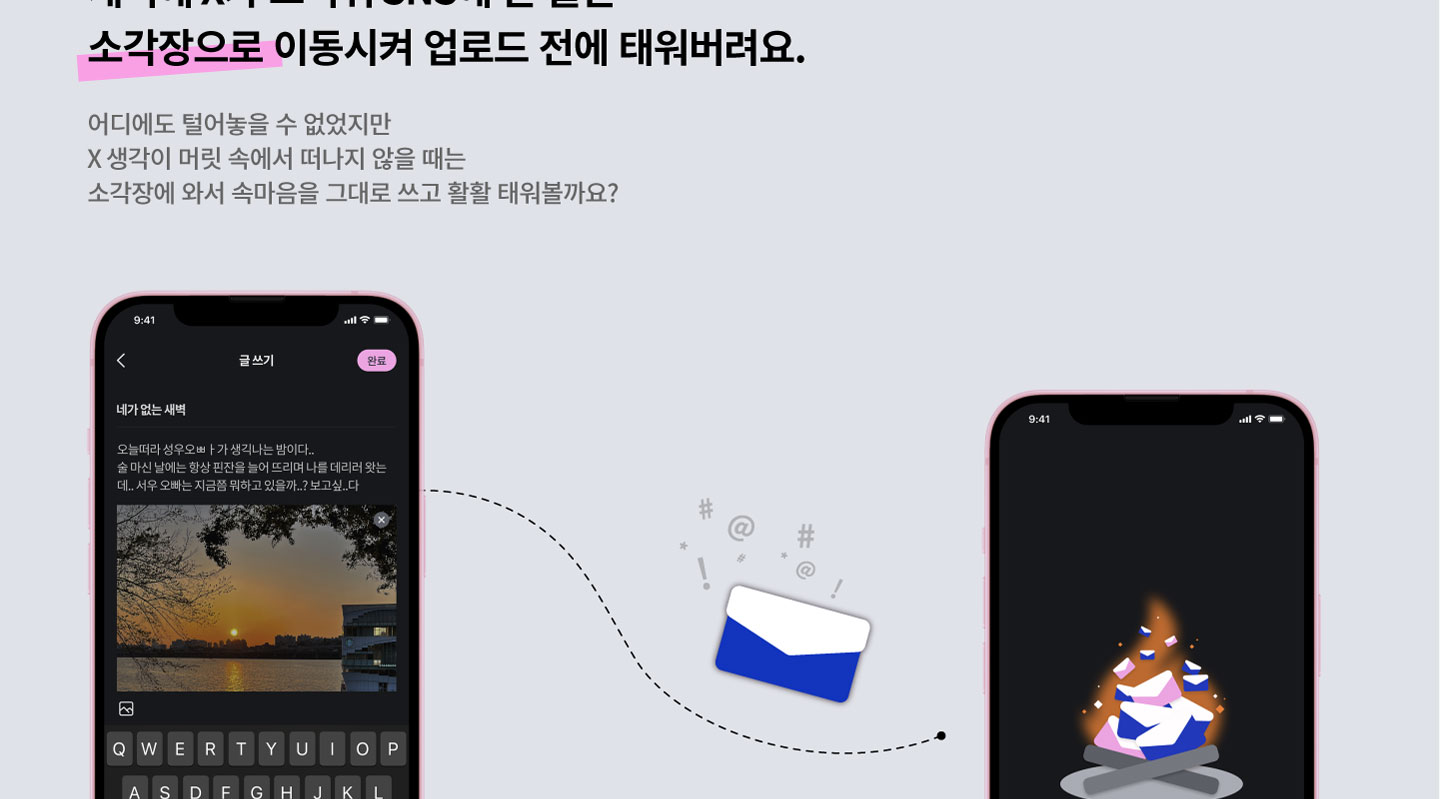 소각장으로 이동시켜 업로드 전에 태워버려요.
어디에도 털어놓을 수 없었지만
X 생각이 머릿 속에서 떠나지 않을 때는
소각장에 와서 속마음을 그대로 쓰고 활활 태워볼까요?
9:41
글 쓰기
완료
네가 없는 새벽
오늘떠라 성우오ㅃㅏ가 생긱나는 밤이다..
술 마신 날에는 항상 핀잔을 늘어 뜨리며 나를 데리러 왓는
데.. 서우 오빠는 지금쯤 뭐하고 있을까..? 보고싶..다
Q W E R T Y U I O P
A S D F G H J K L
# @ #
* # * @
! !
9:41